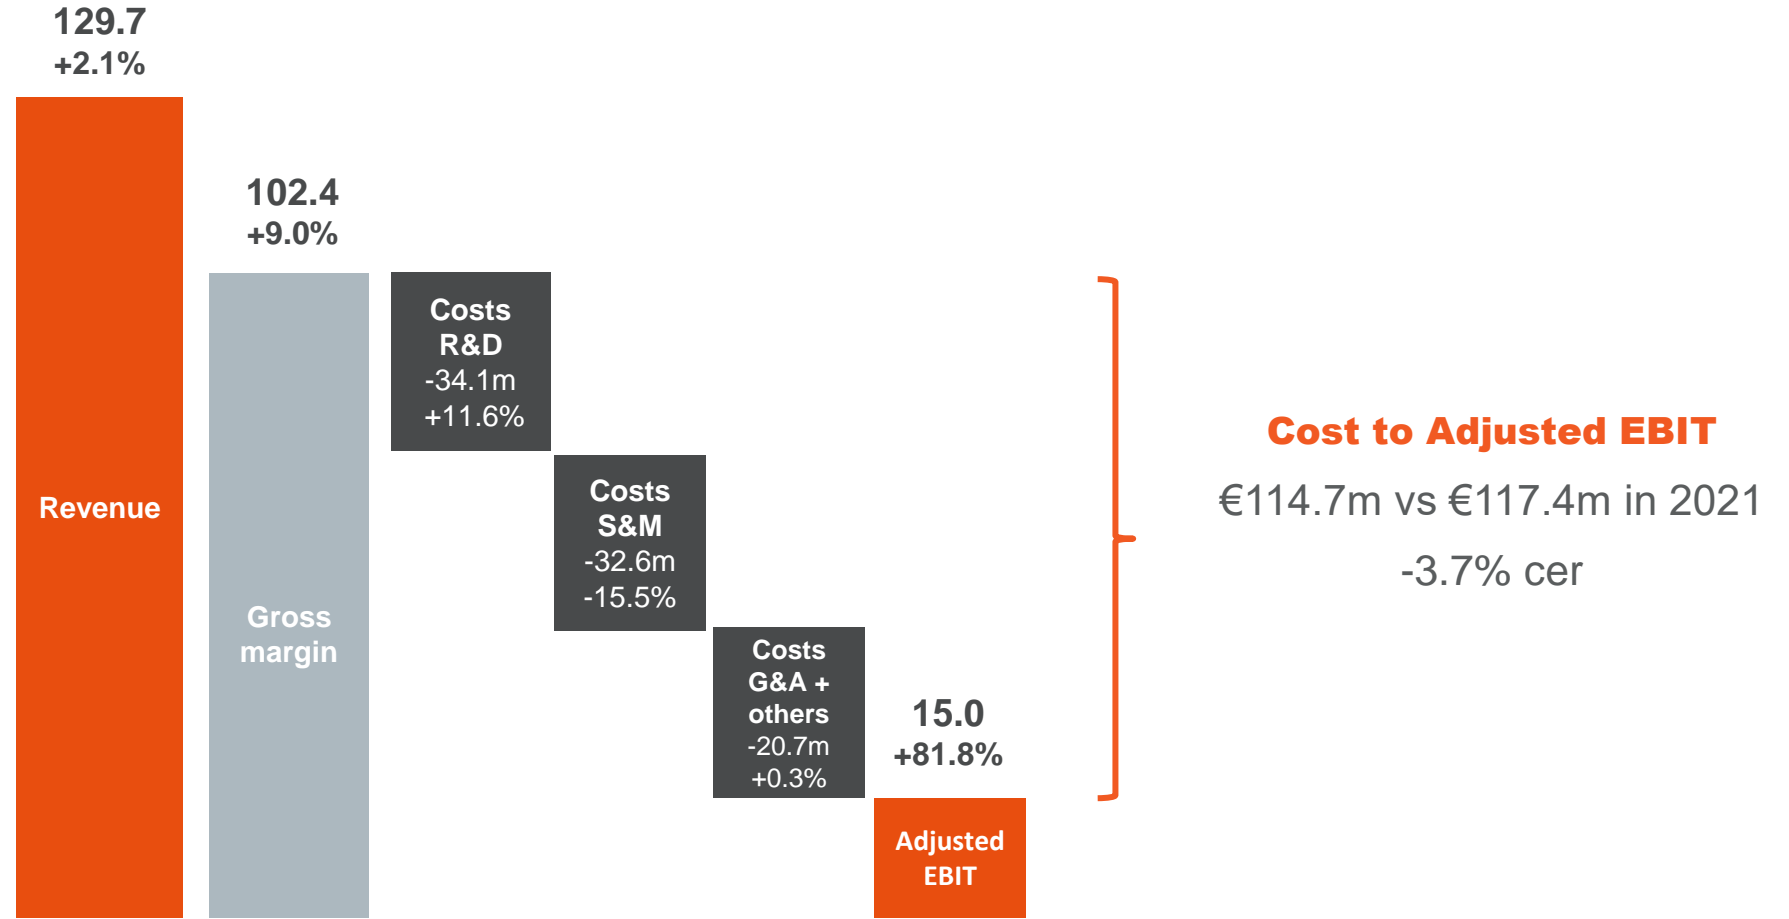 129.7
+2.1%
Revenue
102.4
+9.0%
Gross
margin
Costs
R&D
-34.1m
+11.6%
Costs
S&M
-32.6m
-15.5%
Costs
G&A +
others
-20.7m
+0.3%
15.0
+81.8%
Adjusted
EBIT
Cost to Adjusted EBIT
€114.7m vs €117.4m in 2021
-3.7% cer